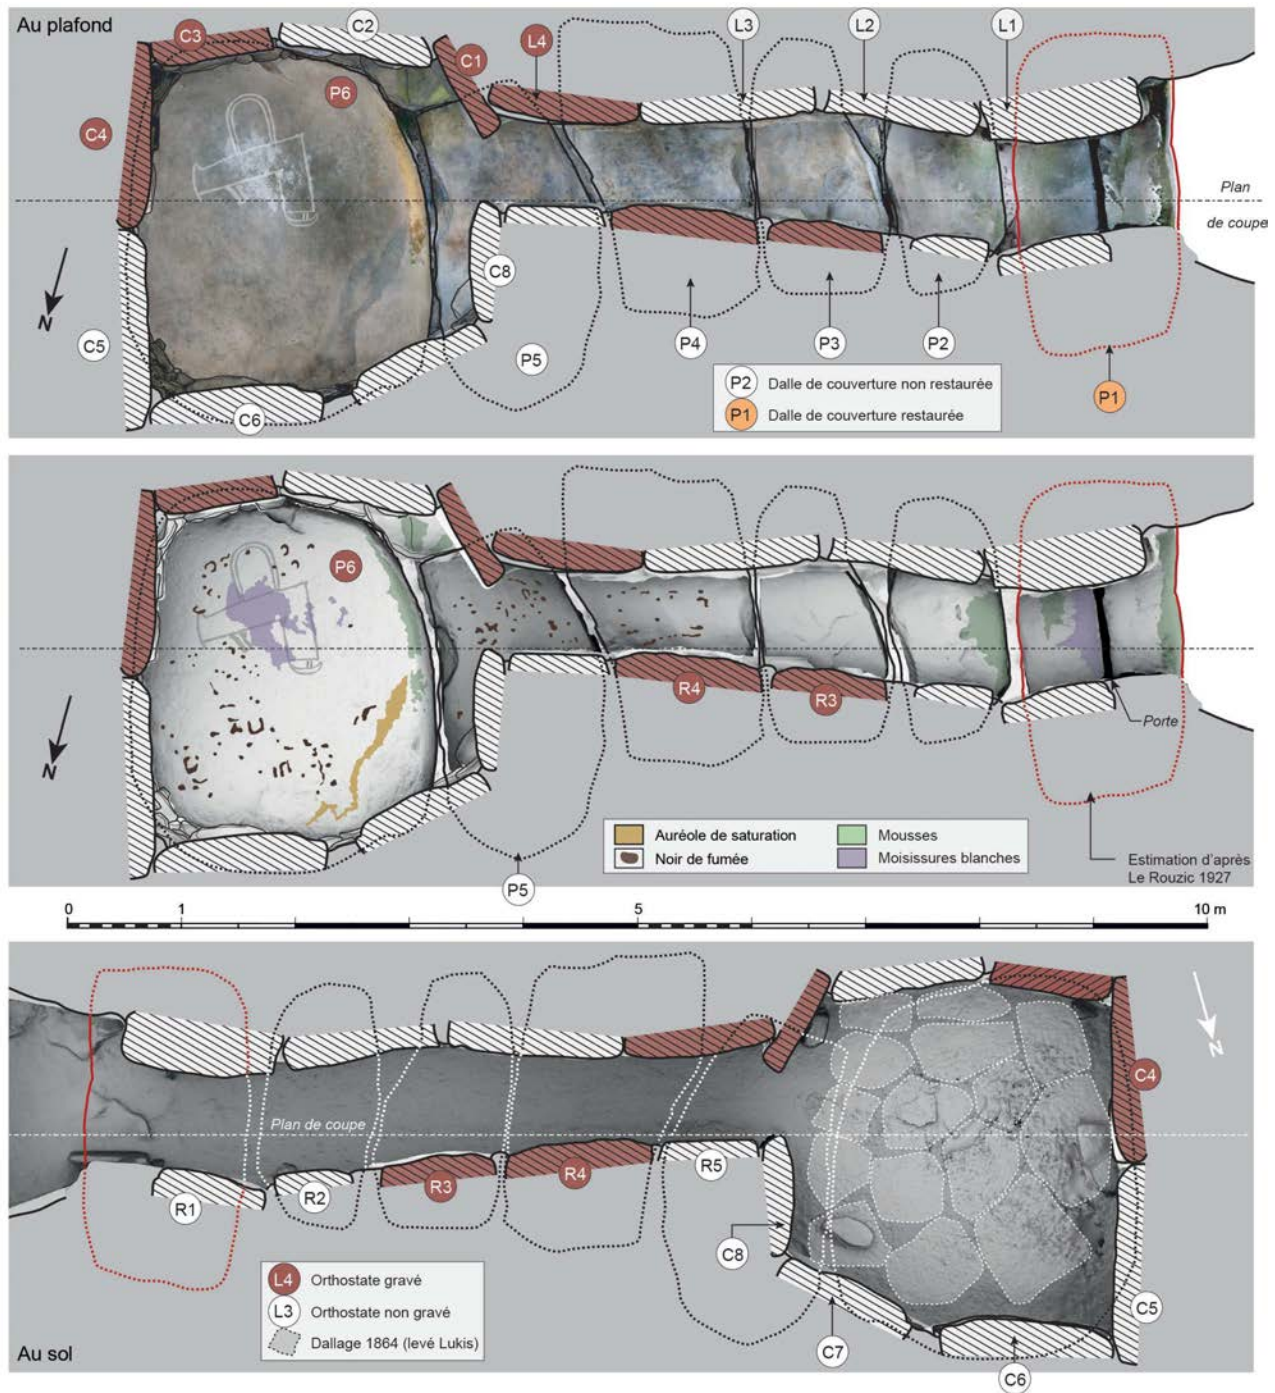 Au plafond
C3
C2
C1
L4
L3
L2
L1
P6
C4
Plan
de coupe
C8
N
C5
P5
P4
P3
P2
C6
P2 Dalle de couverture non restaurée
P1 Dalle de couverture restaurée
P1
P6
R4
R3
Porte
N
Auréole de saturation
Mousses
Noir de fumée
Moisissures blanches
Estimation d'après
Le Rouzic 1927
P5
0 1 5 10 m
N
C4
Plan de coupe
R1
R2
R3
R4
R5
C8
L4 Orthostate gravé
L3 Orthostate non gravé
Dallage 1864 (levé Lukis)
C5
C7
C6
Au sol